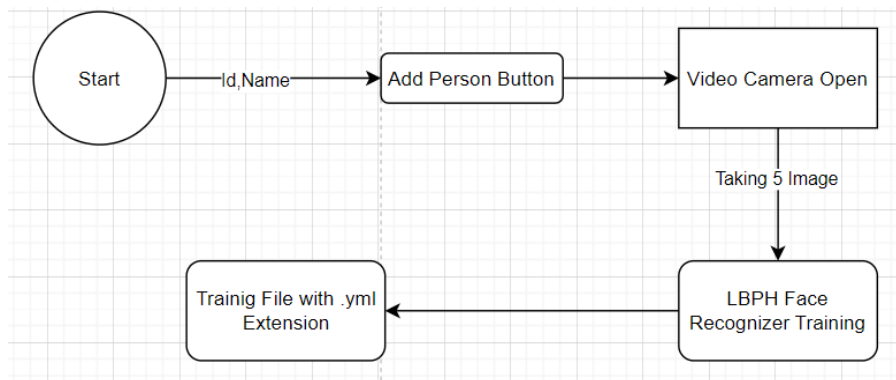 Start
Id,Name
Add Person Button
Video Camera Open
Taking 5 Image
LBPH Face
Recognizer Training
Trainig File with .yml
Extension